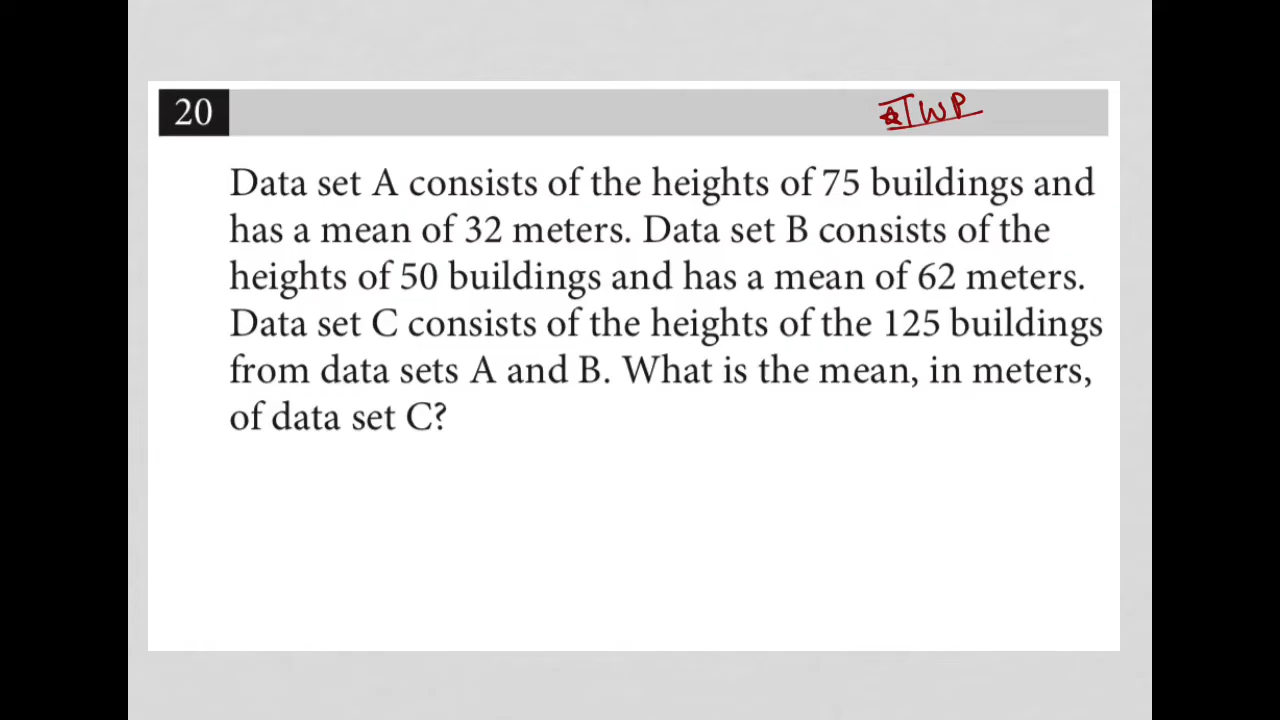 20
☆TWP
Data set A consists of the heights of 75 buildings and
has a mean of 32 meters. Data set B consists of the
heights of 50 buildings and has a mean of 62 meters.
Data set C consists of the heights of the 125 buildings
from data sets A and B. What is the mean, in meters,
of data set C?